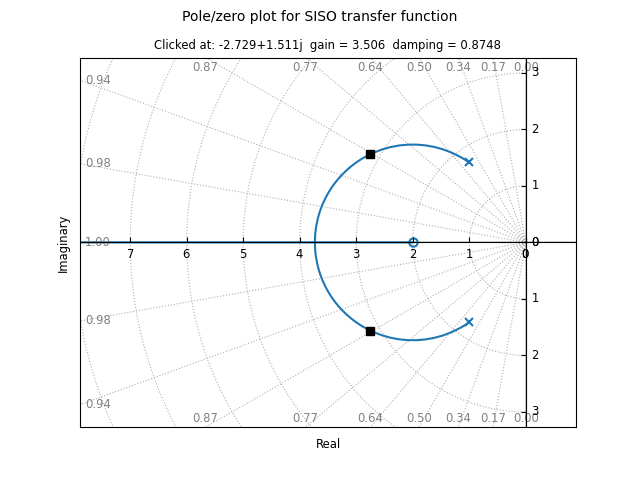 Pole/zero plot for SISO transfer function
Clicked at: -2.729+1.511j  gain = 3.506  damping = 0.8748
0.87 0.77 0.64 0.50 0.34 0.17 0.00
3
0.94
2
1
0.98
1.00
0
7 6 5 4 3 2 1 0
1
0.98
2
0.94
3
0.87 0.77 0.64 0.50 0.34 0.17 0.00
Imaginary
Real